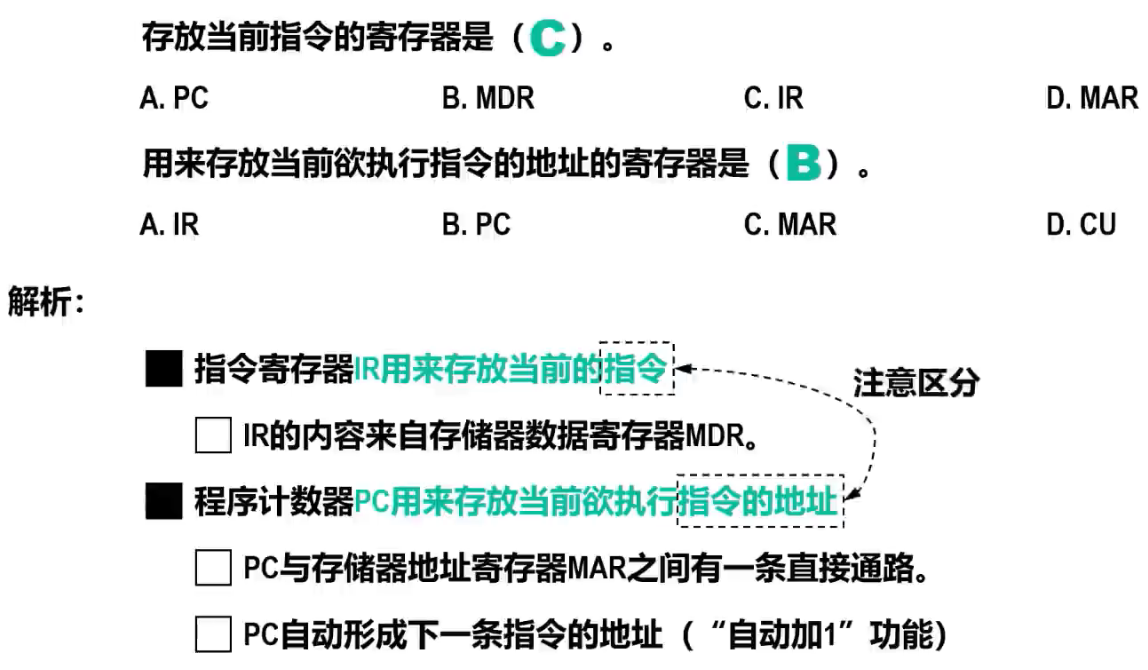 存放当前指令的寄存器是（C）。
A. PC B. MDR C. IR D. MAR
用来存放当前欲执行指令的地址的寄存器是（B）。
A. IR B. PC C. MAR D. CU
解析：
指令寄存器IR用来存放当前的指令
注意区分
IR的内容来自存储器数据寄存器MDR。
程序计数器PC用来存放当前欲执行指令的地址
PC与存储器地址寄存器MAR之间有一条直接通路。
PC自动形成下一条指令的地址（“自动加1”功能）